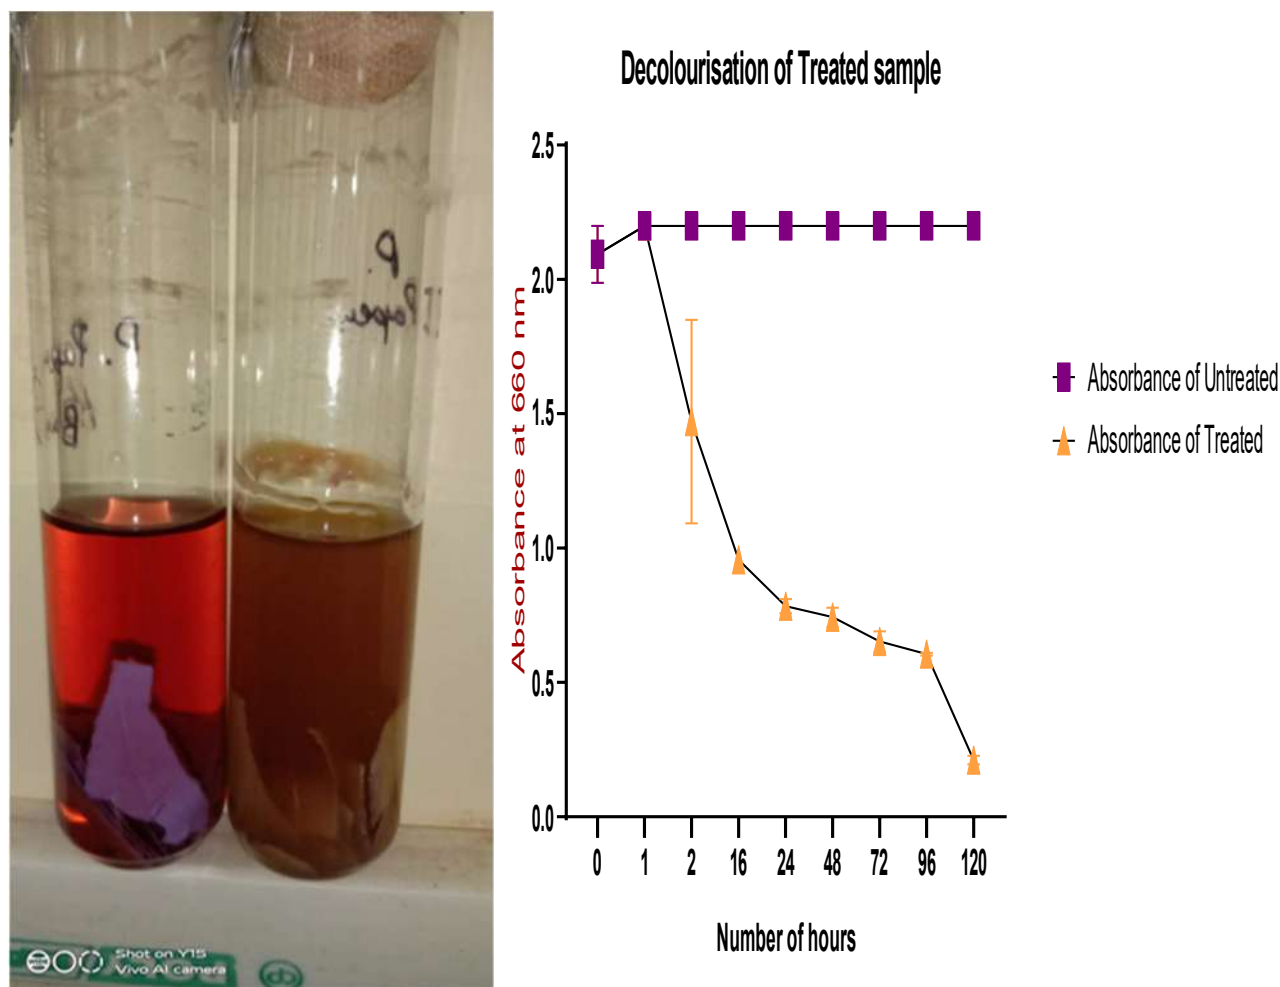 P.
P.
Shot on Y15
Vivo AI camera
Decolourisation of Treated sample
2.5
2.0
1.5
1.0
0.5
0.0
Absorbance at 660 nm
0 1 2 16 24 48 72 96 120
Number of hours
Absorbance of Untreated
Absorbance of Treated